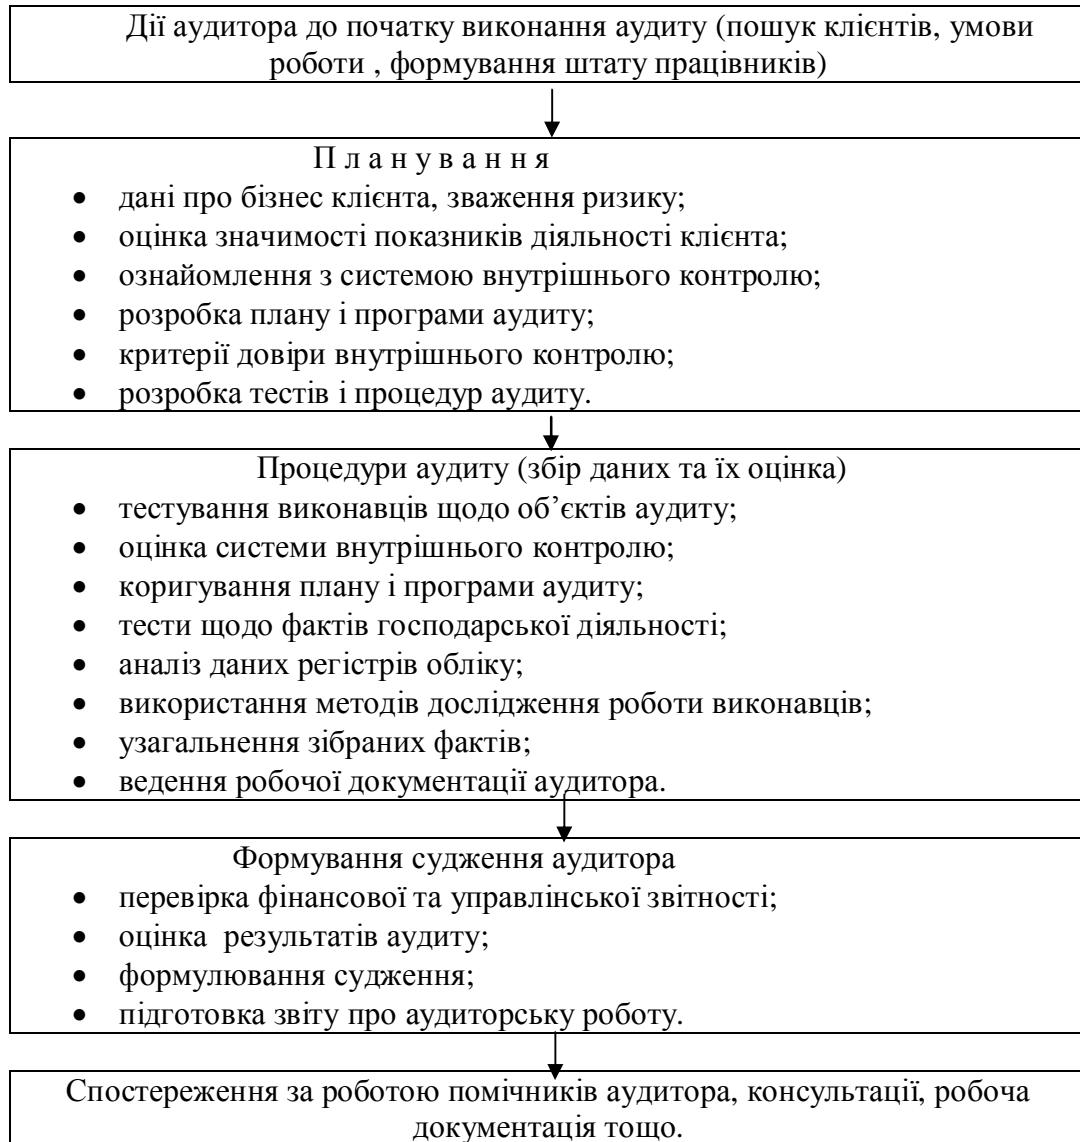 Дії аудитора до початку виконання аудиту (пошук клієнтів, умови
роботи , формування штату працівників)
П л а н у в а н н я
• дані про бізнес клієнта, зваження ризику;
• оцінка значимості показників діяльності клієнта;
• ознайомлення з системою внутрішнього контролю;
• розробка плану і програми аудиту;
• критерії довіри внутрішнього контролю;
• розробка тестів і процедур аудиту.
Процедури аудиту (збір даних та їх оцінка)
• тестування виконавців щодо об’єктів аудиту;
• оцінка системи внутрішнього контролю;
• коригування плану і програми аудиту;
• тести щодо фактів господарської діяльності;
• аналіз даних регістрів обліку;
• використання методів дослідження роботи виконавців;
• узагальнення зібраних фактів;
• ведення робочої документації аудитора.
Формування судження аудитора
• перевірка фінансової та управлінської звітності;
• оцінка результатів аудиту;
• формулювання судження;
• підготовка звіту про аудиторську роботу.
Спостереження за роботою помічників аудитора, консультації, робоча
документація тощо.